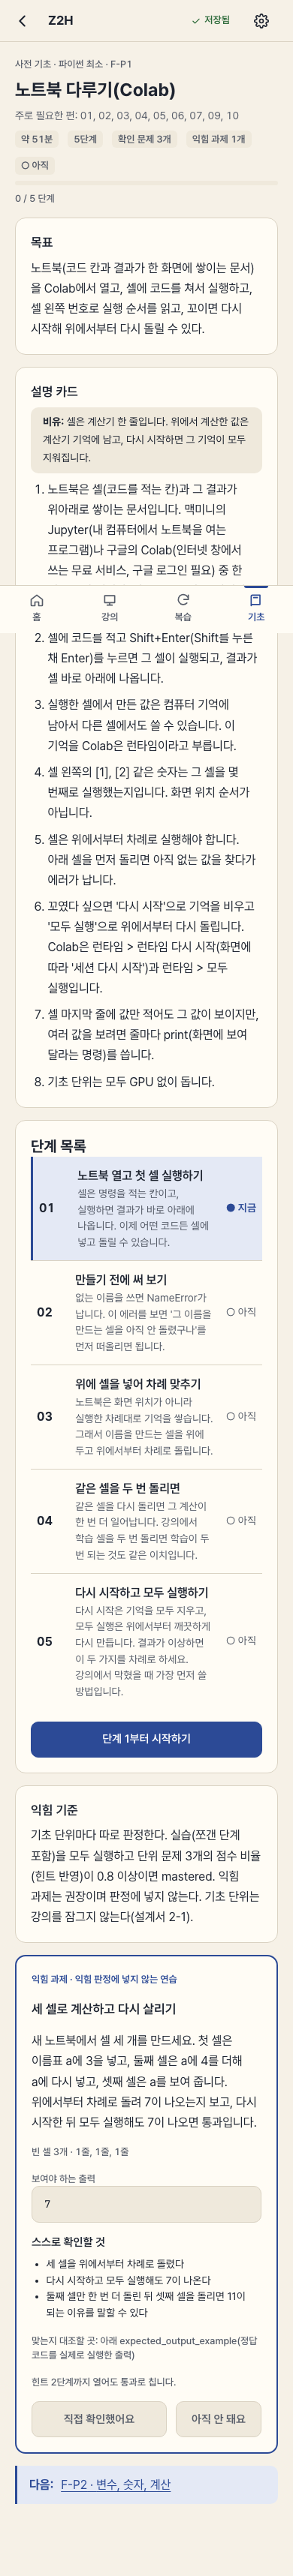 Z2H
저장됨
사전 기초 · 파이썬 최소 · F-P1
노트북 다루기(Colab)
주로 필요한 편: 01, 02, 03, 04, 05, 06, 07, 09, 10
약 51분
5단계
확인 문제 3개
익힘 과제 1개
아직
0 / 5 단계
목표
노트북(코드 칸과 결과가 한 화면에 쌓이는 문서)
을 Colab에서 열고, 셀에 코드를 쳐서 실행하고,
셀 왼쪽 번호로 실행 순서를 읽고, 꼬이면 다시
시작해 위에서부터 다시 돌릴 수 있다.
설명 카드
비유: 셀은 계산기 한 줄입니다. 위에서 계산한 값은
계산기 기억에 남고, 다시 시작하면 그 기억이 모두
지워집니다.
1. 노트북은 셀(코드를 적는 칸)과 그 결과가
위아래로 쌓이는 문서입니다. 맥미니의
Jupyter(내 컴퓨터에서 노트북을 여는
프로그램)나 구글의 Colab(인터넷 창에서
쓰는 무료 서비스, 구글 로그인 필요) 중 한
홈
강의
복습
기초
2. 셀에 코드를 적고 Shift+Enter(Shift를 누른
채 Enter)를 누르면 그 셀이 실행되고, 결과가
셀 바로 아래에 나옵니다.
3. 실행한 셀에서 만든 값은 컴퓨터 기억에
남아서 다른 셀에서도 쓸 수 있습니다. 이
기억을 Colab은 런타임이라고 부릅니다.
4. 셀 왼쪽의 [1], [2] 같은 숫자는 그 셀을 몇
번째로 실행했는지입니다. 화면 위치 순서가
아닙니다.
5. 셀은 위에서부터 차례로 실행해야 합니다.
아래 셀을 먼저 돌리면 아직 없는 값을 찾다가
에러가 납니다.
6. 꼬였다 싶으면 '다시 시작'으로 기억을 비우고
'모두 실행'으로 위에서부터 다시 돌립니다.
Colab은 런타임 > 런타임 다시 시작(화면에
따라 '세션 다시 시작')과 런타임 > 모두
실행입니다.
7. 셀 마지막 줄에 값만 적어도 그 값이 보이지만,
여러 값을 보려면 줄마다 print(화면에 보여
달라는 명령)를 씁니다.
8. 기초 단위는 모두 GPU 없이 돕니다.
단계 목록
01
노트북 열고 첫 셀 실행하기
셀은 명령을 적는 칸이고,
실행하면 결과가 바로 아래에
나옵니다. 이제 어떤 코드든 셀에
넣고 돌릴 수 있습니다.
지금
02
만들기 전에 써 보기
없는 이름을 쓰면 NameError가
납니다. 이 에러를 보면 '그 이름을
만드는 셀을 아직 안 돌렸구나'를
먼저 떠올리면 됩니다.
아직
03
위에 셀을 넣어 차례 맞추기
노트북은 화면 위치가 아니라
실행한 차례대로 기억을 쌓습니다.
그래서 이름을 만드는 셀을 위에
두고 위에서부터 차례로 돌립니다.
아직
04
같은 셀을 두 번 돌리면
같은 셀을 다시 돌리면 그 계산이
한 번 더 일어납니다. 강의에서
학습 셀을 두 번 돌리면 학습이 두
번 되는 것도 같은 이치입니다.
아직
05
다시 시작하고 모두 실행하기
다시 시작은 기억을 모두 지우고,
모두 실행은 위에서부터 깨끗하게
다시 만듭니다. 결과가 이상하면
이 두 가지를 차례로 하세요.
강의에서 막혔을 때 가장 먼저 쓸
방법입니다.
아직
단계 1부터 시작하기
익힘 기준
기초 단위마다 따로 판정한다. 실습(쪼갠 단계
포함)을 모두 실행하고 단위 문제 3개의 점수 비율
(힌트 반영)이 0.8 이상이면 mastered. 익힘
과제는 권장이며 판정에 넣지 않는다. 기초 단위는
강의를 잠그지 않는다(설계서 2-1).
익힘 과제 · 익힘 판정에 넣지 않는 연습
세 셀로 계산하고 다시 살리기
새 노트북에서 셀 세 개를 만드세요. 첫 셀은
이름표 a에 3을 넣고, 둘째 셀은 a에 4를 더해
a에 다시 넣고, 셋째 셀은 a를 보여 줍니다.
위에서부터 차례로 돌려 7이 나오는지 보고, 다시
시작한 뒤 모두 실행해도 7이 나오면 통과입니다.
빈 셀 3개 · 1줄, 1줄, 1줄
보여야 하는 출력
7
스스로 확인할 것
• 세 셀을 위에서부터 차례로 돌렸다
• 다시 시작하고 모두 실행해도 7이 나온다
• 둘째 셀만 한 번 더 돌린 뒤 셋째 셀을 돌리면 11이
되는 이유를 말할 수 있다
맞는지 대조할 곳: 아래 expected_output_example(정답
코드를 실제로 실행한 출력)
힌트 2단계까지 열어도 통과로 칩니다.
직접 확인했어요
아직 안 돼요
다음: F-P2 · 변수, 숫자, 계산